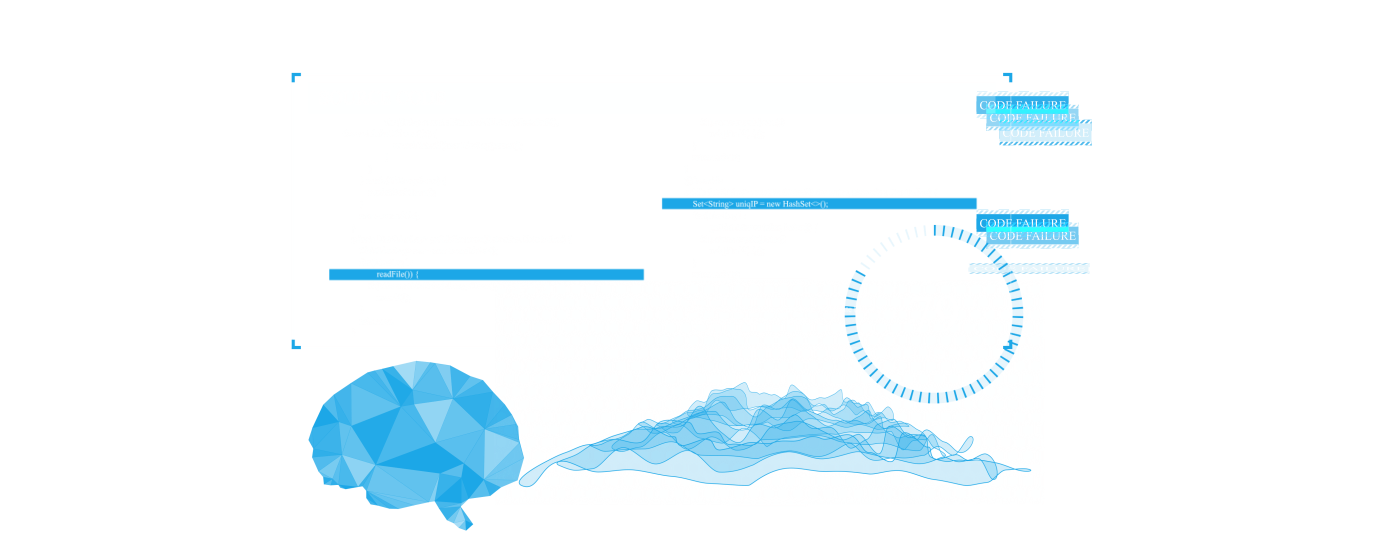 CODE FAILURE
CODE FAILURE
CODE FAILURE
Set<String> uniqIP = new HashSet<>();
CODE FAILURE
CODE FAILURE
readFile()) {